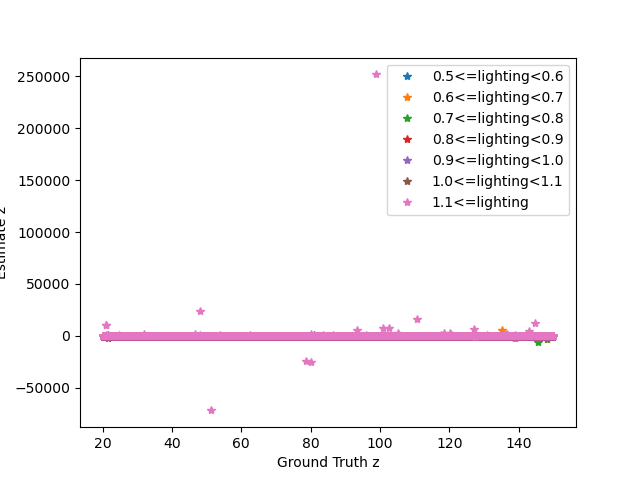 250000
200000
150000
100000
50000
0
−50000
Estimate z
20 40 60 80 100 120 140
Ground Truth z
0.5<=lighting<0.6
0.6<=lighting<0.7
0.7<=lighting<0.8
0.8<=lighting<0.9
0.9<=lighting<1.0
1.0<=lighting<1.1
1.1<=lighting